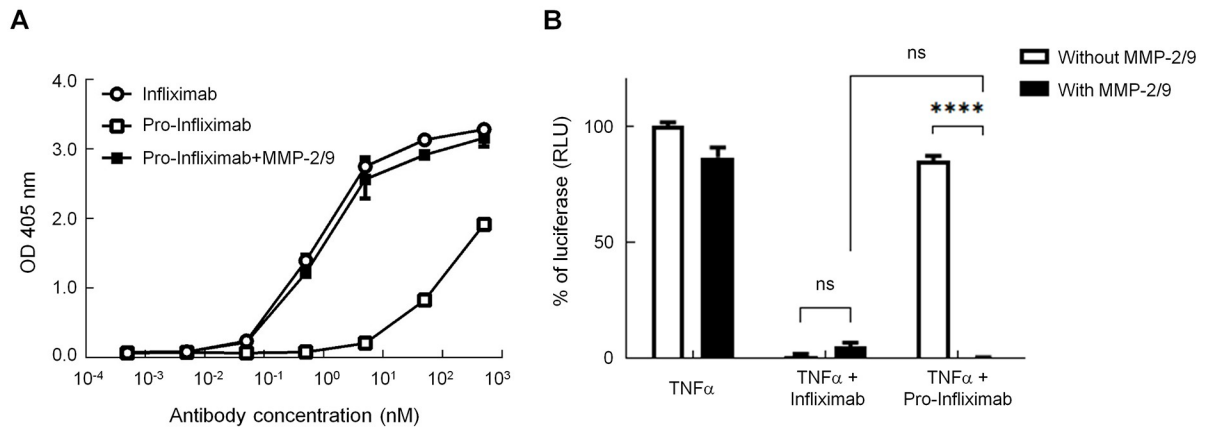 A
4.0
3.0
2.0
1.0
0.0
OD 405 nm
Infliximab
Pro-Infliximab
Pro-Infliximab+MMP-2/9
10⁻⁴ 10⁻³ 10⁻² 10⁻¹ 10⁰ 10¹ 10² 10³
Antibody concentration (nM)
B
Without MMP-2/9
With MMP-2/9
ns
****
ns
100
50
0
% of luciferase (RLU)
TNFα
TNFα +
Infliximab
TNFα +
Pro-Infliximab